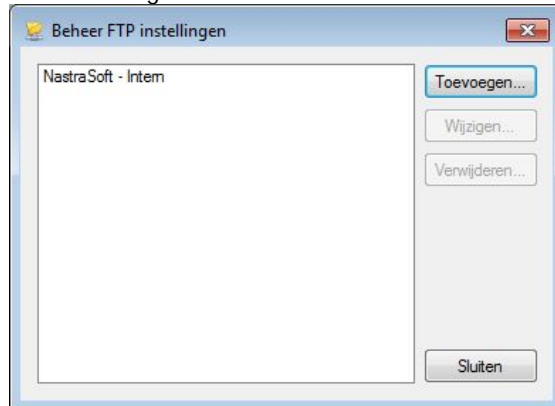 Beheer FTP instellingen
NastraSoft - Intern
Toevoegen...
Wijzigen...
Verwijderen...
Sluiten